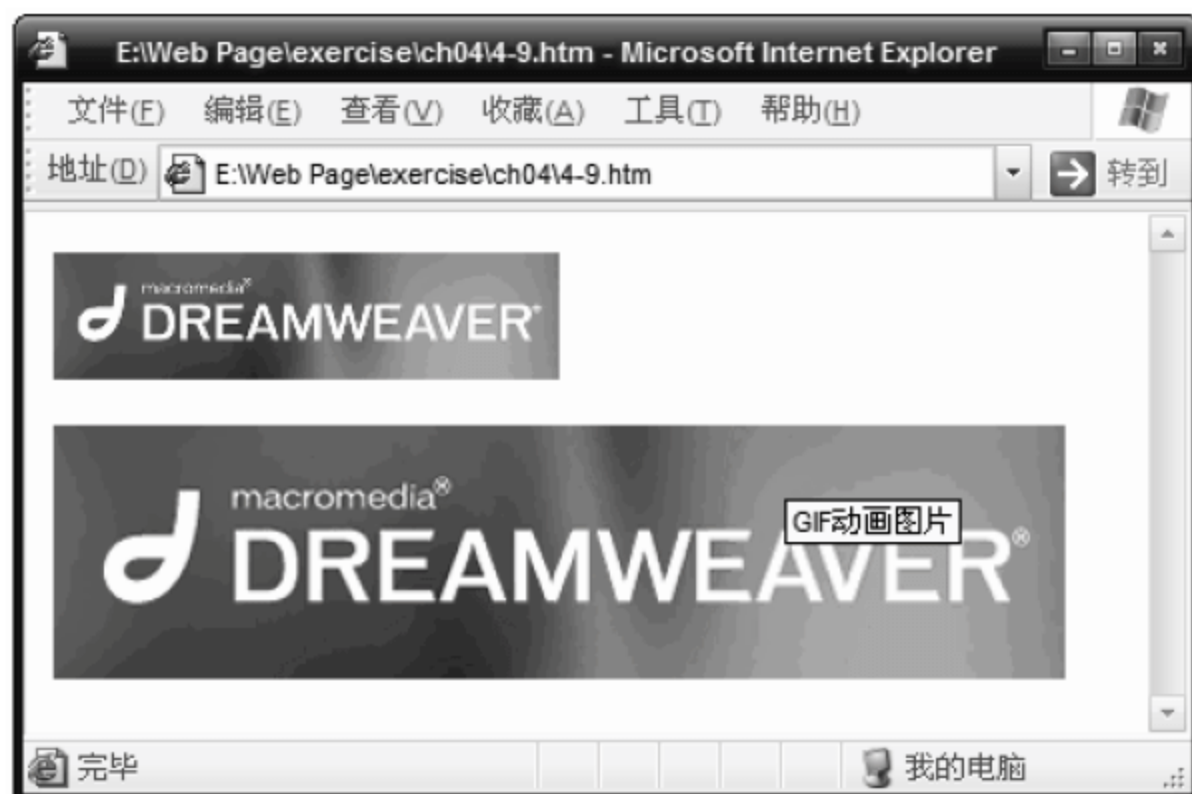 E:\Web Page\exercise\ch04\4-9.htm - Microsoft Internet Explorer
文件(F) 编辑(E) 查看(V) 收藏(A) 工具(T) 帮助(H)
地址(D) E:\Web Page\exercise\ch04\4-9.htm 转到
macromedia®
DREAMWEAVER®
macromedia®
DREAMWEAVER®
GIF动画图片
完毕 我的电脑